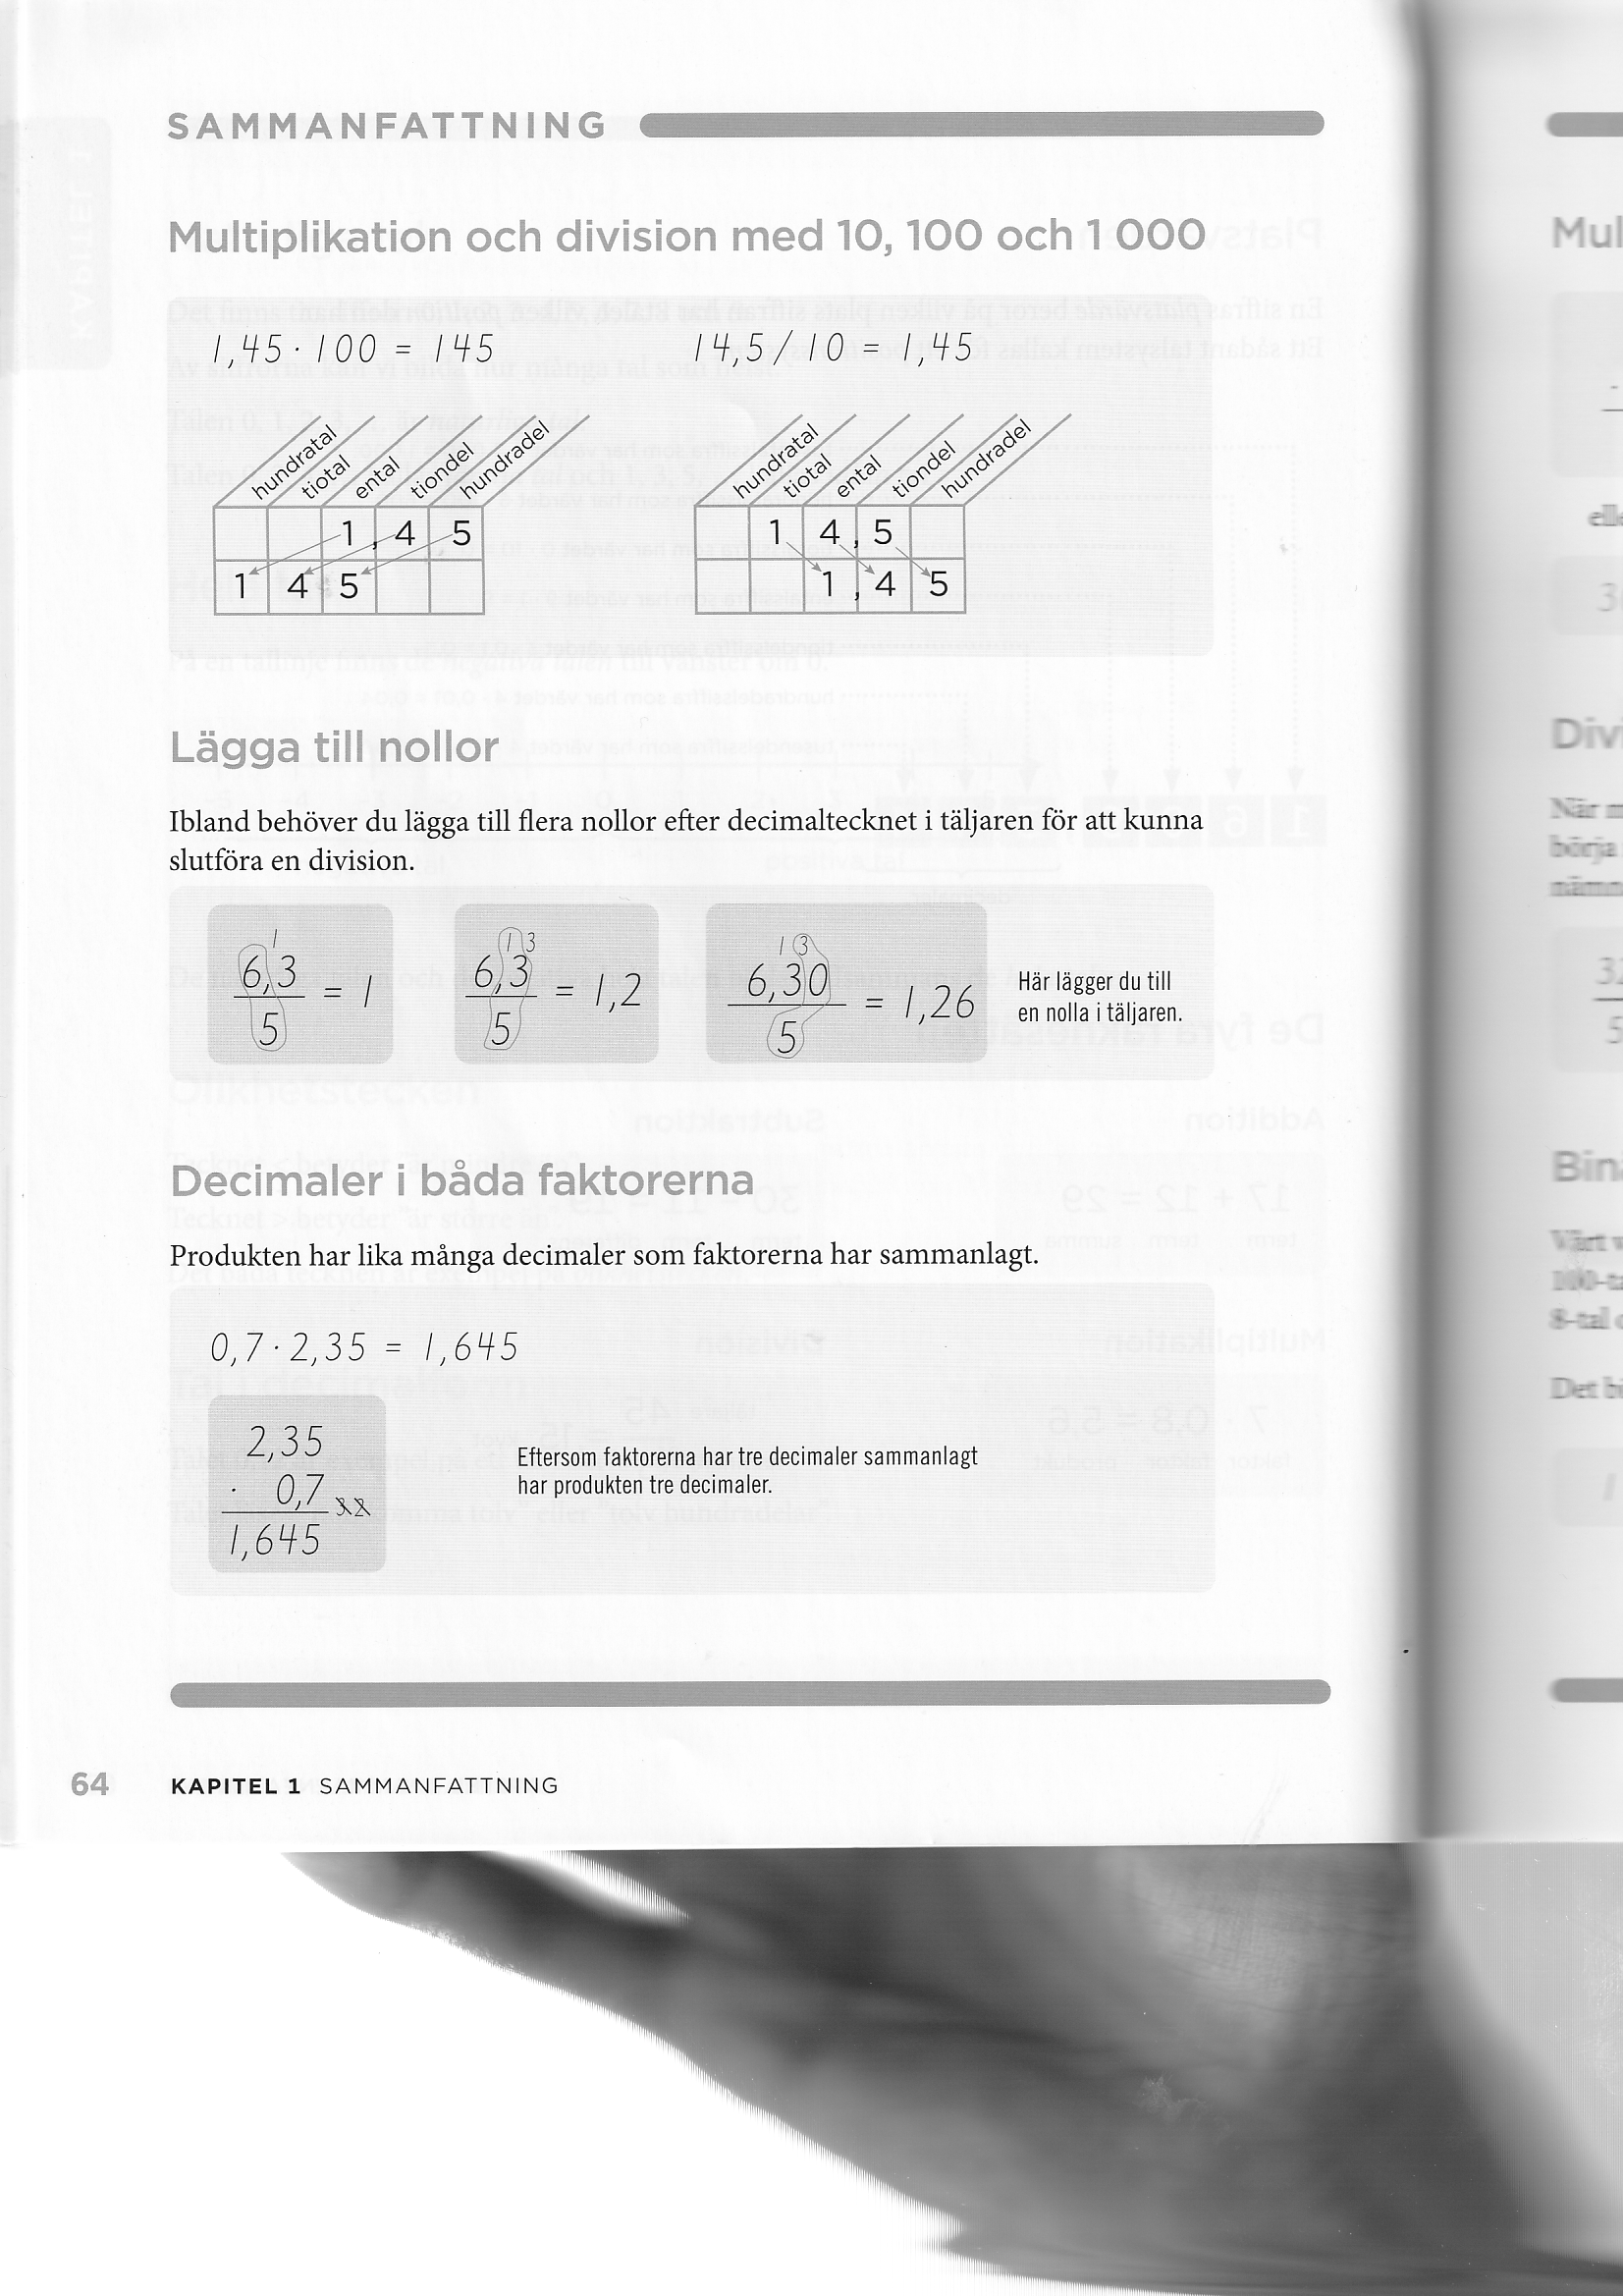 SAMMANFATTNING
Multiplikation och division med 10, 100 och 1 000
1,45 · 100 = 145
14,5 / 10 = 1,45
hundratal tiotal ental tiondel hundradel
1 , 4 5
1 4 5
hundratal tiotal ental tiondel hundradel
1 4 , 5
1 , 4 5
Lägga till nollor
Ibland behöver du lägga till flera nollor efter decimaltecknet i täljaren för att kunna
slutföra en division.
1
6,3
5
= 1
1 3
6,3
5
= 1,2
1 3
6,30
5
= 1,26
Här lägger du till
en nolla i täljaren.
Decimaler i båda faktorerna
Produkten har lika många decimaler som faktorerna har sammanlagt.
0,7 · 2,35 = 1,645
2,35
· 0,7 32
1,645
Eftersom faktorerna har tre decimaler sammanlagt
har produkten tre decimaler.
64 KAPITEL 1 SAMMANFATTNING